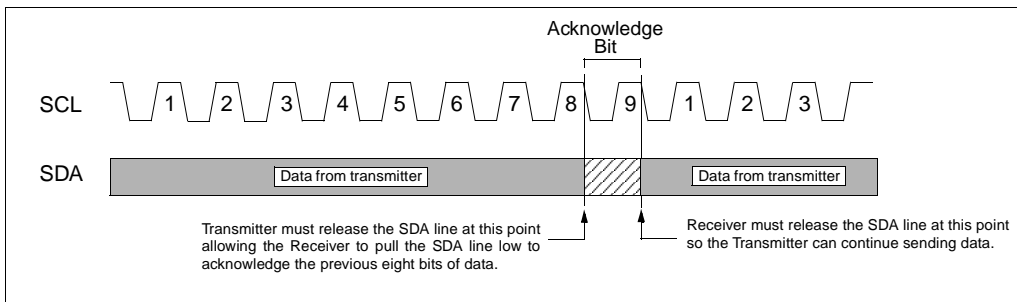 Acknowledge
Bit
SCL
1 2 3 4 5 6 7 8 9 1 2 3
SDA
Data from transmitter
Data from transmitter
Transmitter must release the SDA line at this point
allowing the Receiver to pull the SDA line low to
acknowledge the previous eight bits of data.
Receiver must release the SDA line at this point
so the Transmitter can continue sending data.